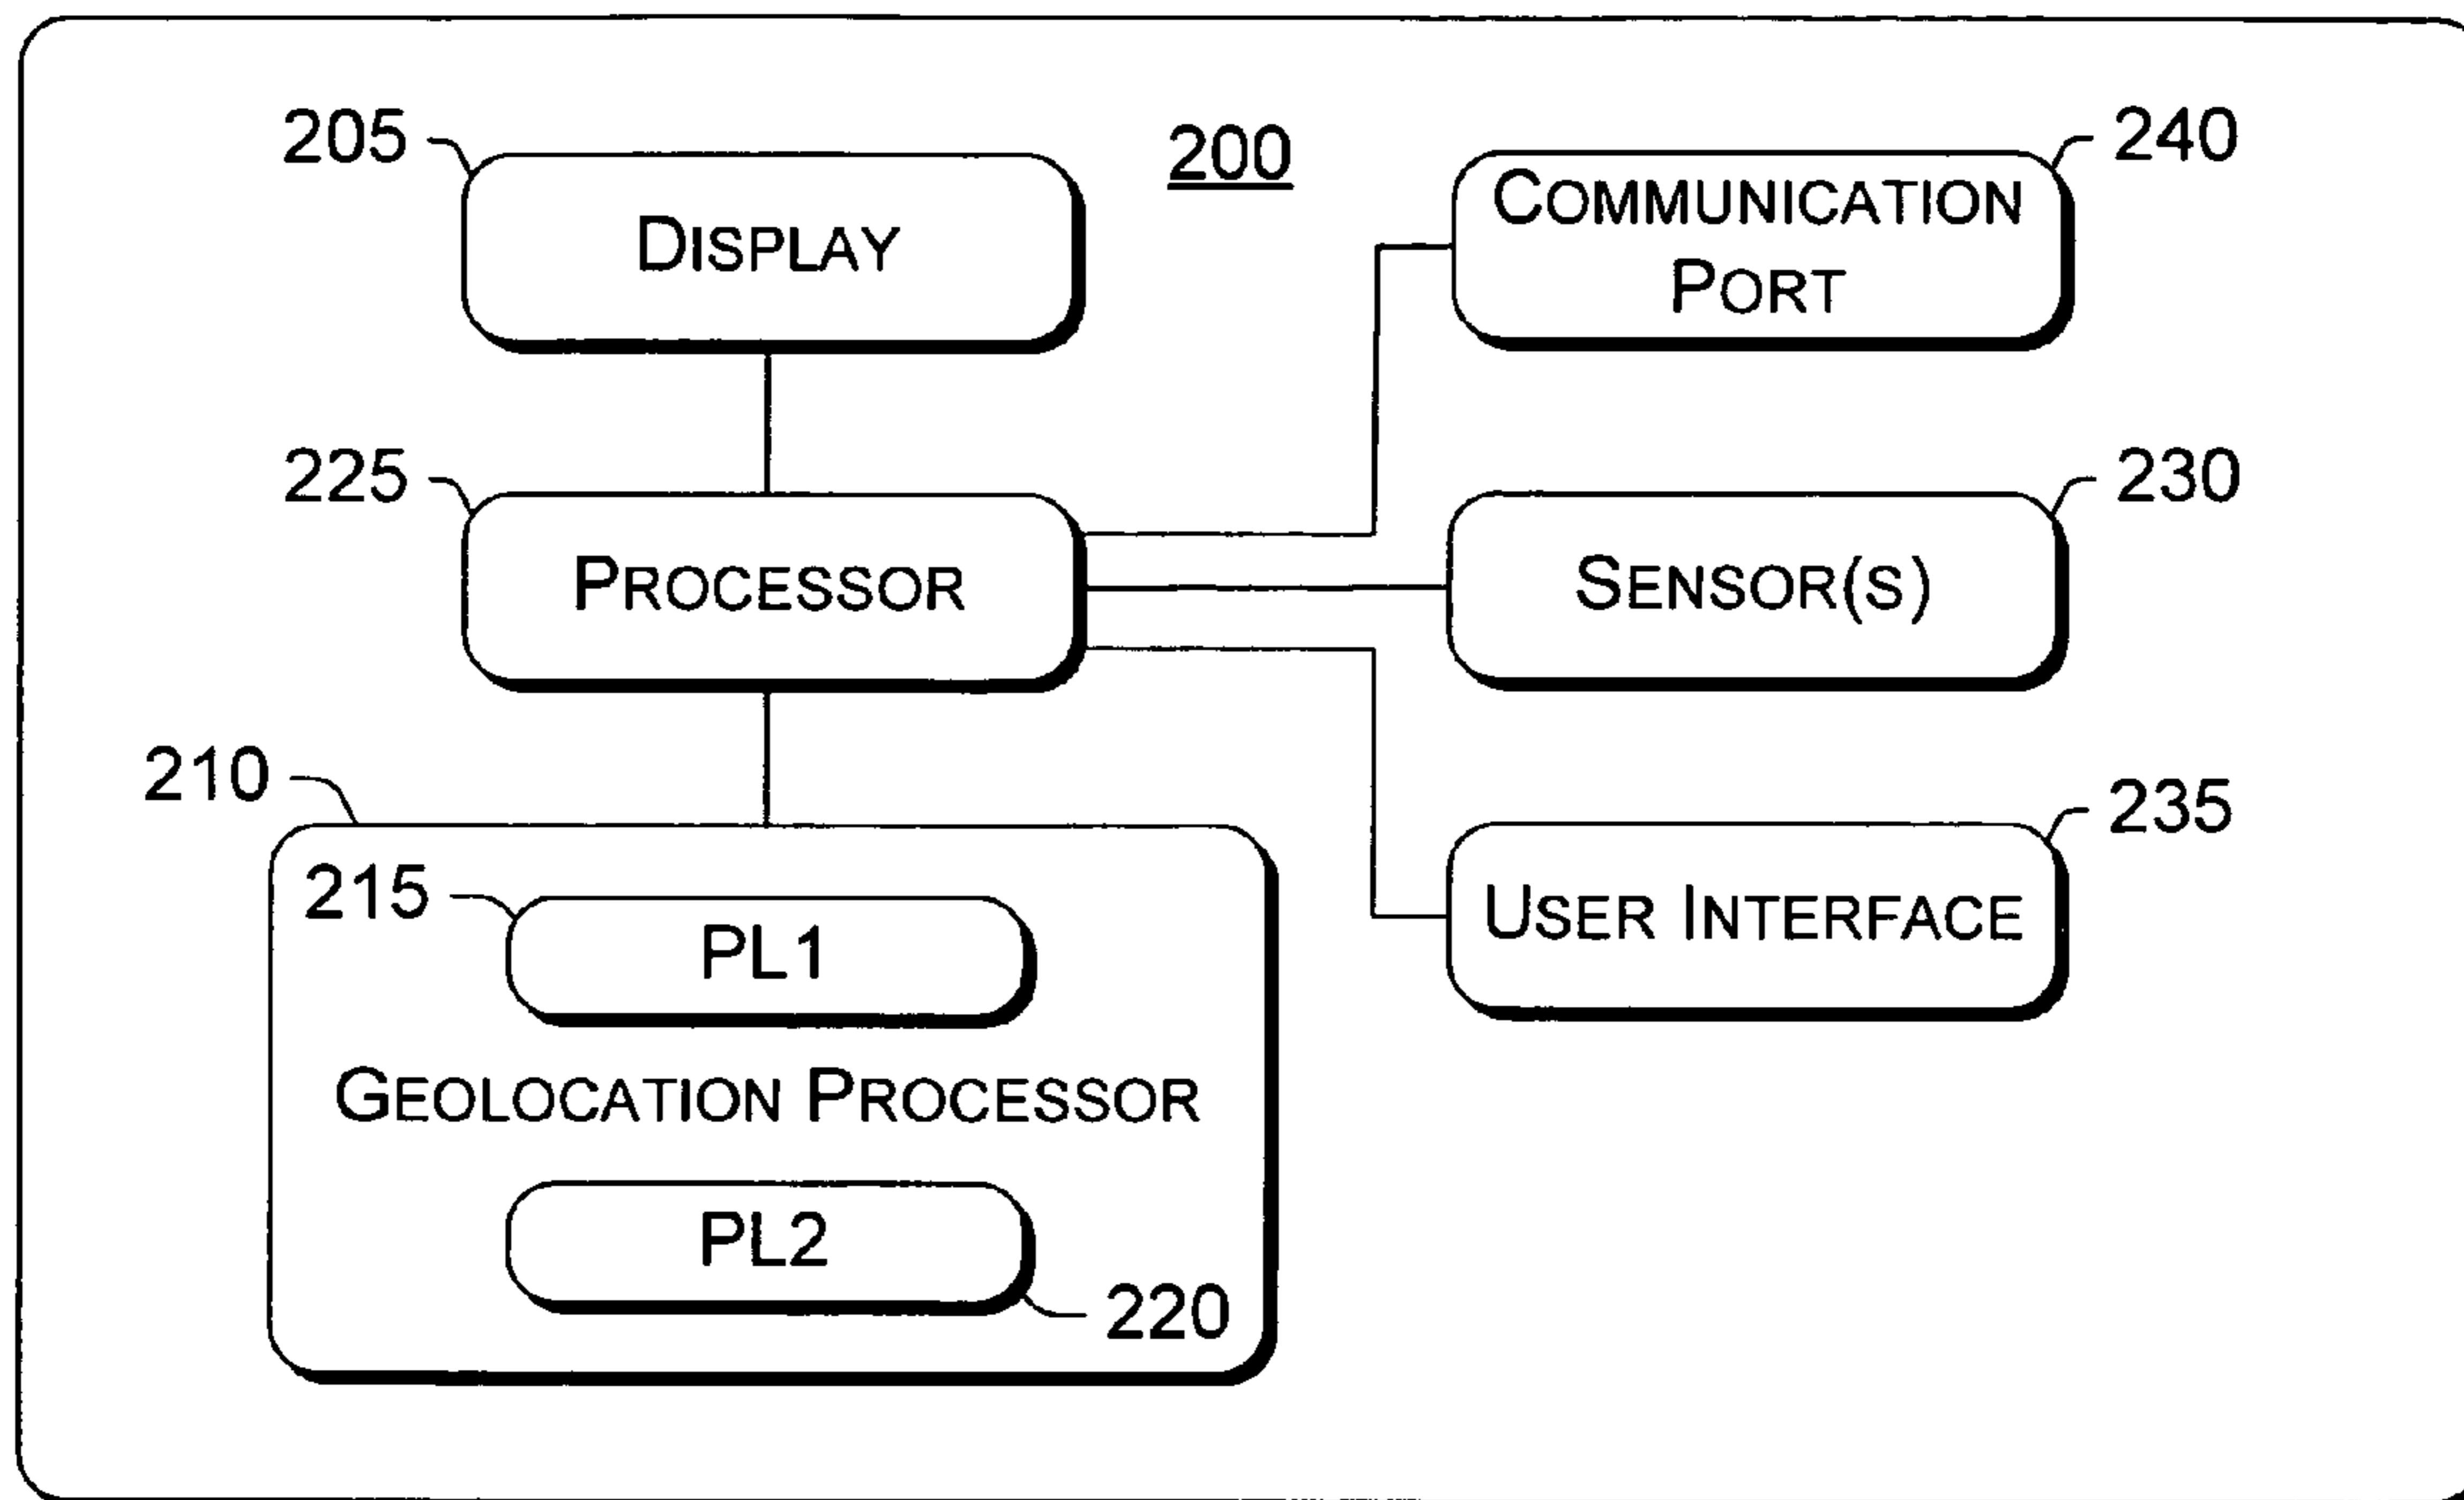 205
DISPLAY
200
240
COMMUNICATION
PORT
225
PROCESSOR
230
SENSOR(S)
210
215
PL1
GEOLOCATION PROCESSOR
PL2
220
235
USER INTERFACE